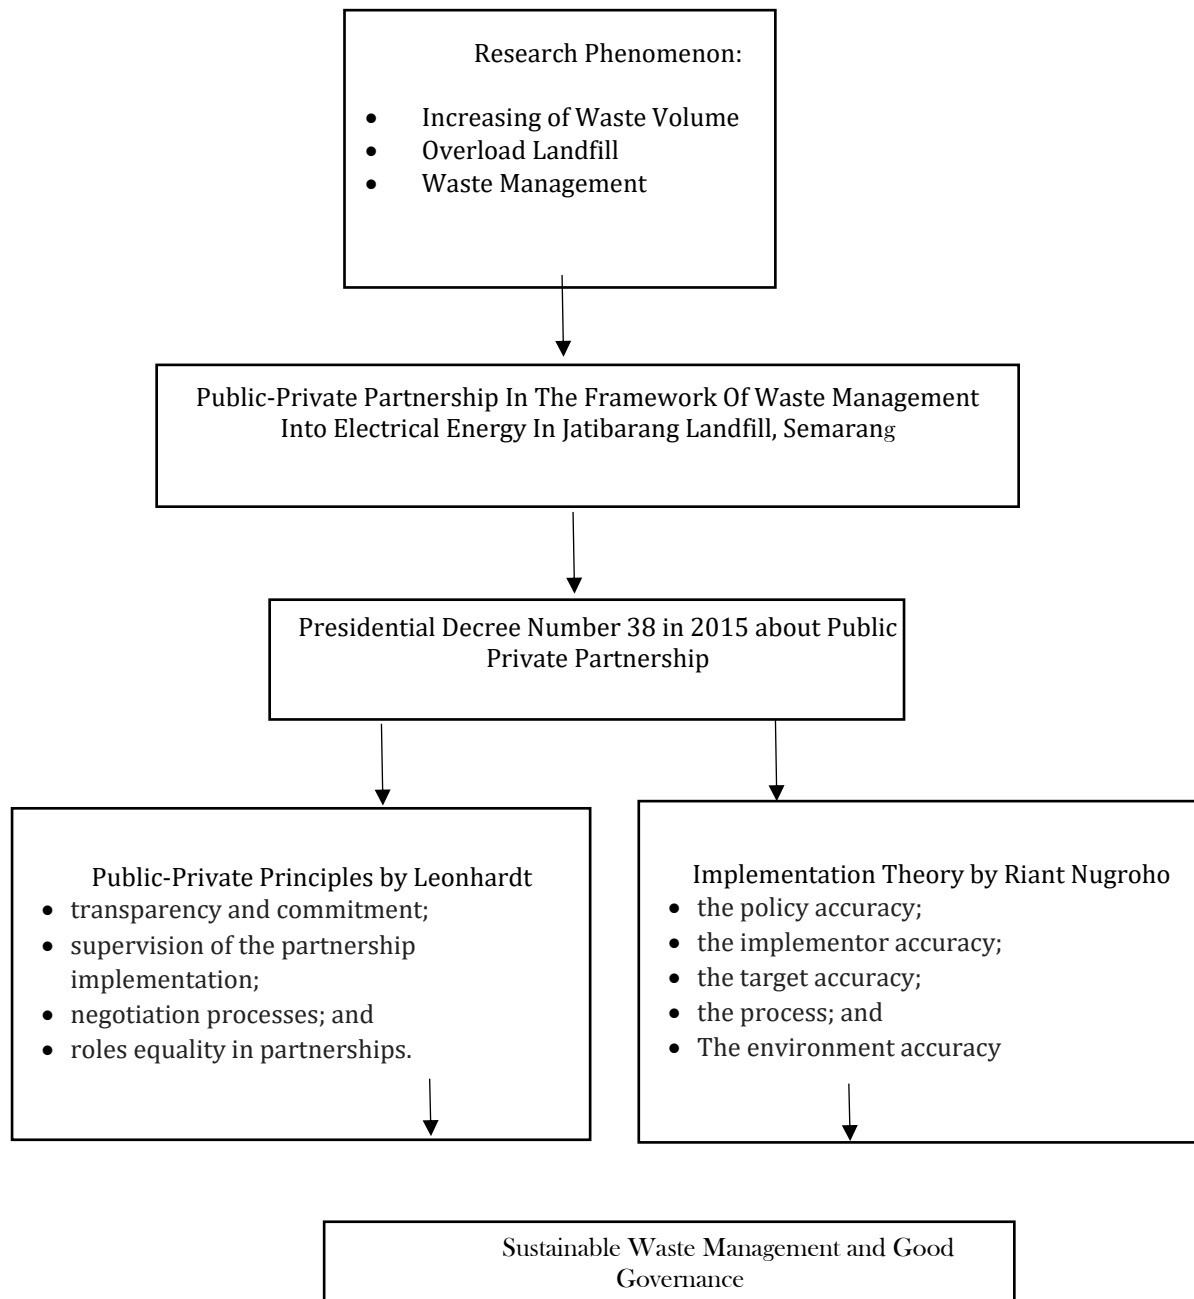 Research Phenomenon:
• Increasing of Waste Volume
• Overload Landfill
• Waste Management
Public-Private Partnership In The Framework Of Waste Management
Into Electrical Energy In Jatibarang Landfill, Semarang
Presidential Decree Number 38 in 2015 about Public
Private Partnership
Public-Private Principles by Leonhardt
• transparency and commitment;
• supervision of the partnership
implementation;
• negotiation processes; and
• roles equality in partnerships.
Implementation Theory by Riant Nugroho
• the policy accuracy;
• the implementor accuracy;
• the target accuracy;
• the process; and
• The environment accuracy
Sustainable Waste Management and Good
Governance